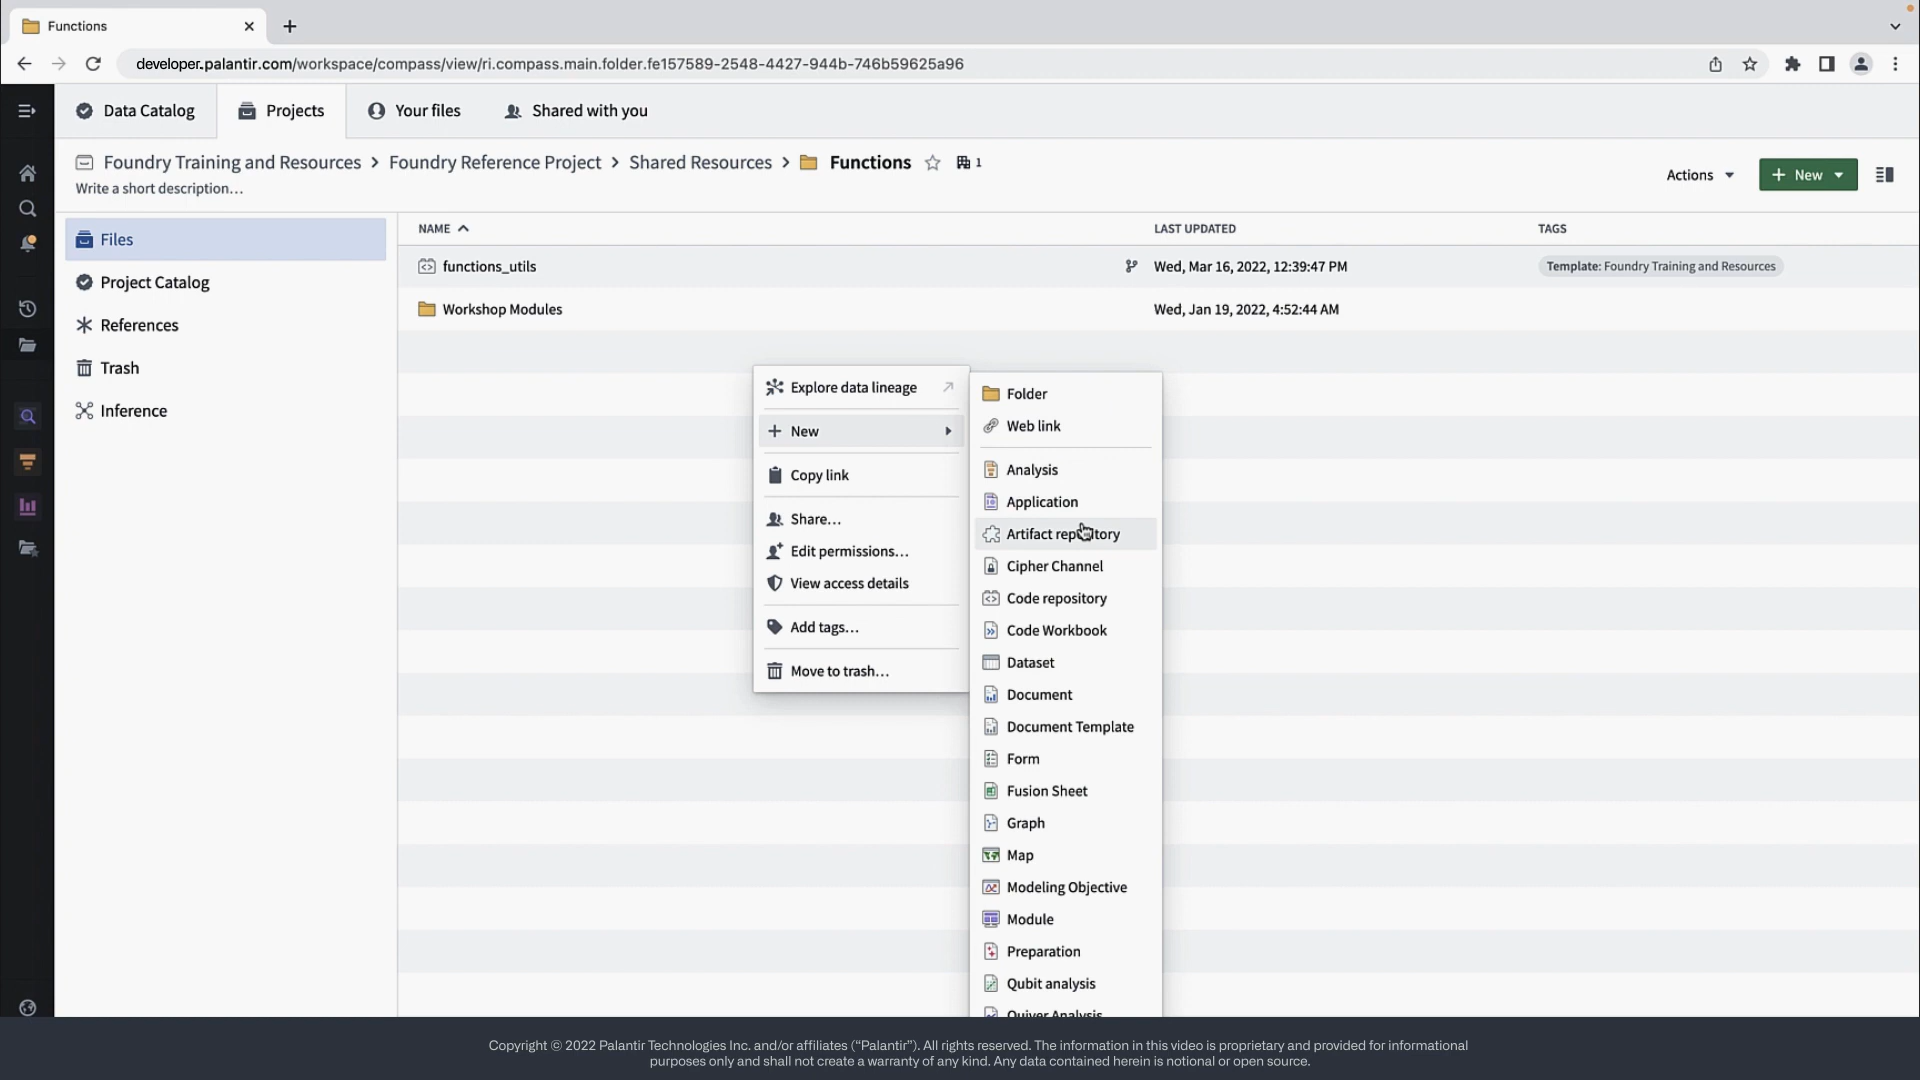 Functions
developer.palantir.com/workspace/compass/view/ri.compass.main.folder.fe157589-2548-4427-944b-746b59625a96
Data Catalog
Projects
Your files
Shared with you
Foundry Training and Resources > Foundry Reference Project > Shared Resources > Functions 1
Write a short description…
Actions
+ New
Files
Project Catalog
References
Trash
Inference
NAME LAST UPDATED TAGS
functions_utils Wed, Mar 16, 2022, 12:39:47 PM Template: Foundry Training and Resources
Workshop Modules Wed, Jan 19, 2022, 4:52:44 AM
Explore data lineage
New
Copy link
Share…
Edit permissions…
View access details
Add tags…
Move to trash…
Folder
Web link
Analysis
Application
Artifact repository
Cipher Channel
Code repository
Code Workbook
Dataset
Document
Document Template
Form
Fusion Sheet
Graph
Map
Modeling Objective
Module
Preparation
Qubit analysis
Quiver Analysis
Copyright © 2022 Palantir Technologies Inc. and/or affiliates (“Palantir”). All rights reserved. The information in this video is proprietary and provided for informational
purposes only and shall not create a warranty of any kind. Any data contained herein is notional or open source.